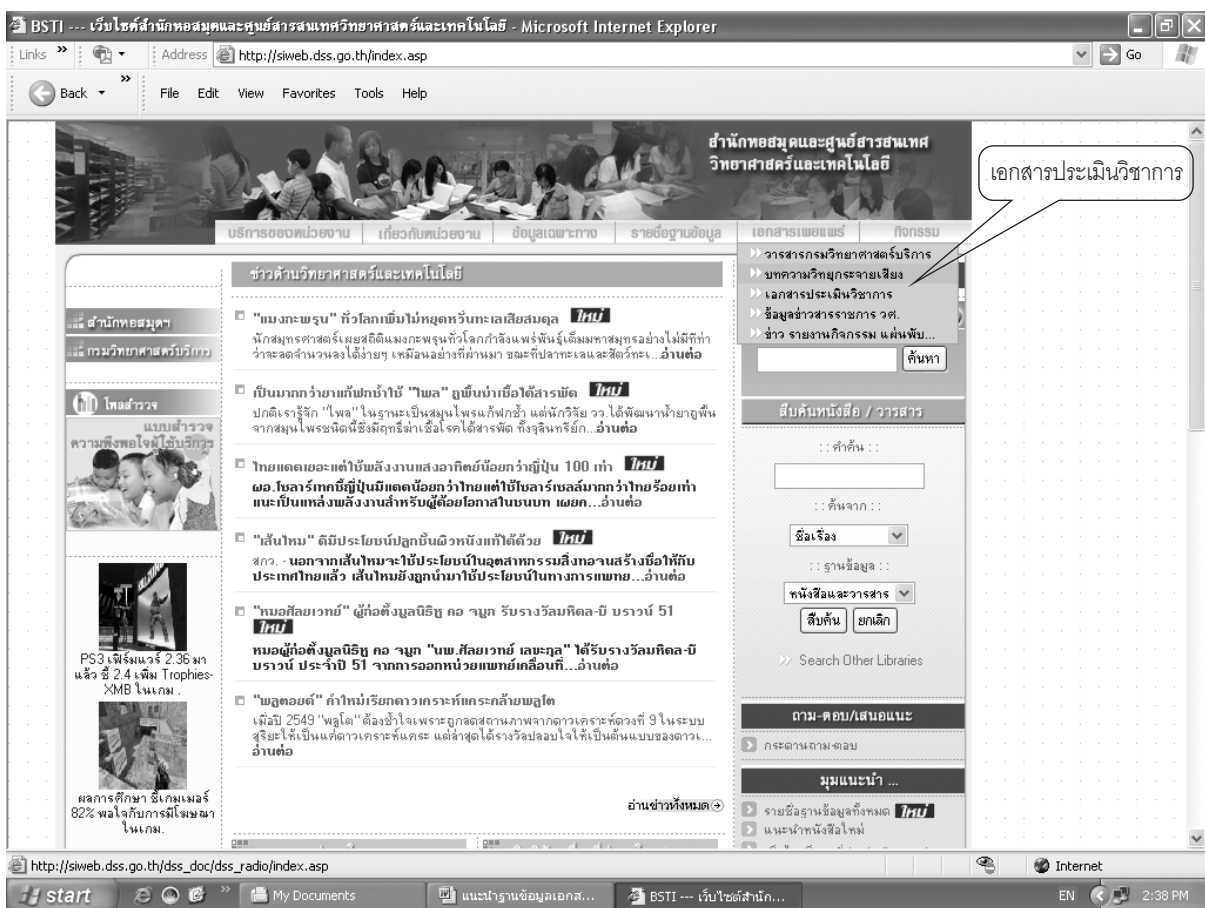 BSTI --- เว็บไซต์สำนักหอสมุดและศูนย์สารสนเทศวิทยาศาสตร์และเทคโนโลยี - Microsoft Internet Explorer
Links » Address http://siweb.dss.go.th/index.asp Go
Back » File Edit View Favorites Tools Help
สำนักหอสมุดและศูนย์สารสนเทศ
วิทยาศาสตร์และเทคโนโลยี
เอกสารประเมินวิชาการ
บริการของหน่วยงาน เกี่ยวกับหน่วยงาน ข้อมูลเฉพาะทาง รายชื่อฐานข้อมูล เอกสารเผยแพร่ กิจกรรม
วารสารกรมวิทยาศาสตร์บริการ
บทความวิทยุกระจายเสียง
เอกสารประเมินวิชาการ
ข้อมูลข่าวสารราชการ วศ.
ข่าว รายงานกิจกรรม แผ่นพับ...
ค้นหา
สำนักหอสมุดฯ
กรมวิทยาศาสตร์บริการ
โพลสำรวจ
แบบสำรวจ
ความพึงพอใจผู้ใช้บริการ
PS3 เฟิร์มแวร์ 2.36 มา
แล้ว ชี้ 2.4 เพิ่ม Trophies-
XMB ในเกม .
ผลการศึกษา ชี้เกมเมอร์
82% พอใจกับการมีโฆษณา
ในเกม.
ข่าวด้านวิทยาศาสตร์และเทคโนโลยี
"แมงกะพรุน" ทั่วโลกเพิ่มไม่หยุดหวั่นทะเลเสียสมดุล ใหม่
นักสมุทรศาสตร์เผยสถิติแมงกะพรุนทั่วโลกกำลังแพร่พันธุ์เต็มมหาสมุทรอย่างไม่มีทีท่า
ว่าจะลดจำนวนลงได้ง่ายๆ เหมือนอย่างที่ผ่านมา ขณะที่ปลาทะเลและสัตว์ทะเ...อ่านต่อ
เป็นมากกว่ายาแก้ฟกช้ำใช้ "ไพล" ถูพื้นฆ่าเชื้อได้สารพัด ใหม่
ปกติเรารู้จัก "ไพล" ในฐานะเป็นสมุนไพรแก้ฟกช้ำ แต่นักวิจัย วว.ได้พัฒนาน้ำยาถูพื้น
จากสมุนไพรชนิดนี้ซึ่งมีฤทธิ์ฆ่าเชื้อโรคได้สารพัด ทั้งจุลินทรีย์ก...อ่านต่อ
ไทยแดดเยอะแต่ใช้พลังงานแสงอาทิตย์น้อยกว่าญี่ปุ่น 100 เท่า ใหม่
ผอ.โซลาร์ทคชี้ญี่ปุ่นมีแดดน้อยกว่าไทยแต่ใช้โซลาร์เซลล์มากกว่าไทยร้อยเท่า
แนะเป็นแหล่งพลังงานสำหรับผู้ด้อยโอกาสในชนบท เผยค...อ่านต่อ
"เส้นไหม" ดีมีประโยชน์ปลูกชั้นผิวหนังแท้ได้ด้วย ใหม่
สกว. - นอกจากเส้นไหมจะใช้ประโยชน์ในอุตสาหกรรมสิ่งทอจนสร้างชื่อให้กับ
ประเทศไทยแล้ว เส้นไหมยังถูกนำมาใช้ประโยชน์ในทางการแพทย...อ่านต่อ
"หมอศัลยเวทย์" ผู้ก่อตั้งมูลนิธิหู คอ จมูก รับรางวัลมหิดล-บี บราวน์ 51
ใหม่
หมอผู้ก่อตั้งมูลนิธิหู คอ จมูก "นพ.ศัลยเวทย์ เลขะกุล" ได้รับรางวัลมหิดล-บี
บราวน์ ประจำปี 51 จากการออกหน่วยแพทย์เคลื่อนที่...อ่านต่อ
"พลูตอยด์" คำใหม่เรียกดาวเคราะห์แคระคล้ายพลูโต
เมื่อปี 2549 "พลูโต" ต้องช้ำใจเพราะถูกลดสถานภาพจากดาวเคราะห์ดวงที่ 9 ในระบบ
สุริยะให้เป็นแค่ดาวเคราะห์แคระ แต่ล่าสุดได้รางวัลปลอบใจให้เป็นต้นแบบของดาวเ...
อ่านต่อ
อ่านข่าวทั้งหมด
สืบค้นหนังสือ / วารสาร
: : คำค้น : :
: : ค้นจาก : :
ชื่อเรื่อง
: : ฐานข้อมูล : :
หนังสือและวารสาร
สืบค้น ยกเลิก
Search Other Libraries
ถาม-ตอบ/เสนอแนะ
กระดานถาม-ตอบ
มุมแนะนำ ...
รายชื่อฐานข้อมูลทั้งหมด ใหม่
แนะนำหนังสือใหม่
http://siweb.dss.go.th/dss_doc/dss_radio/index.asp Internet
start » My Documents แนะนำฐานข้อมูลเอกส... BSTI --- เว็บไซต์สำนัก... EN 2:38 PM